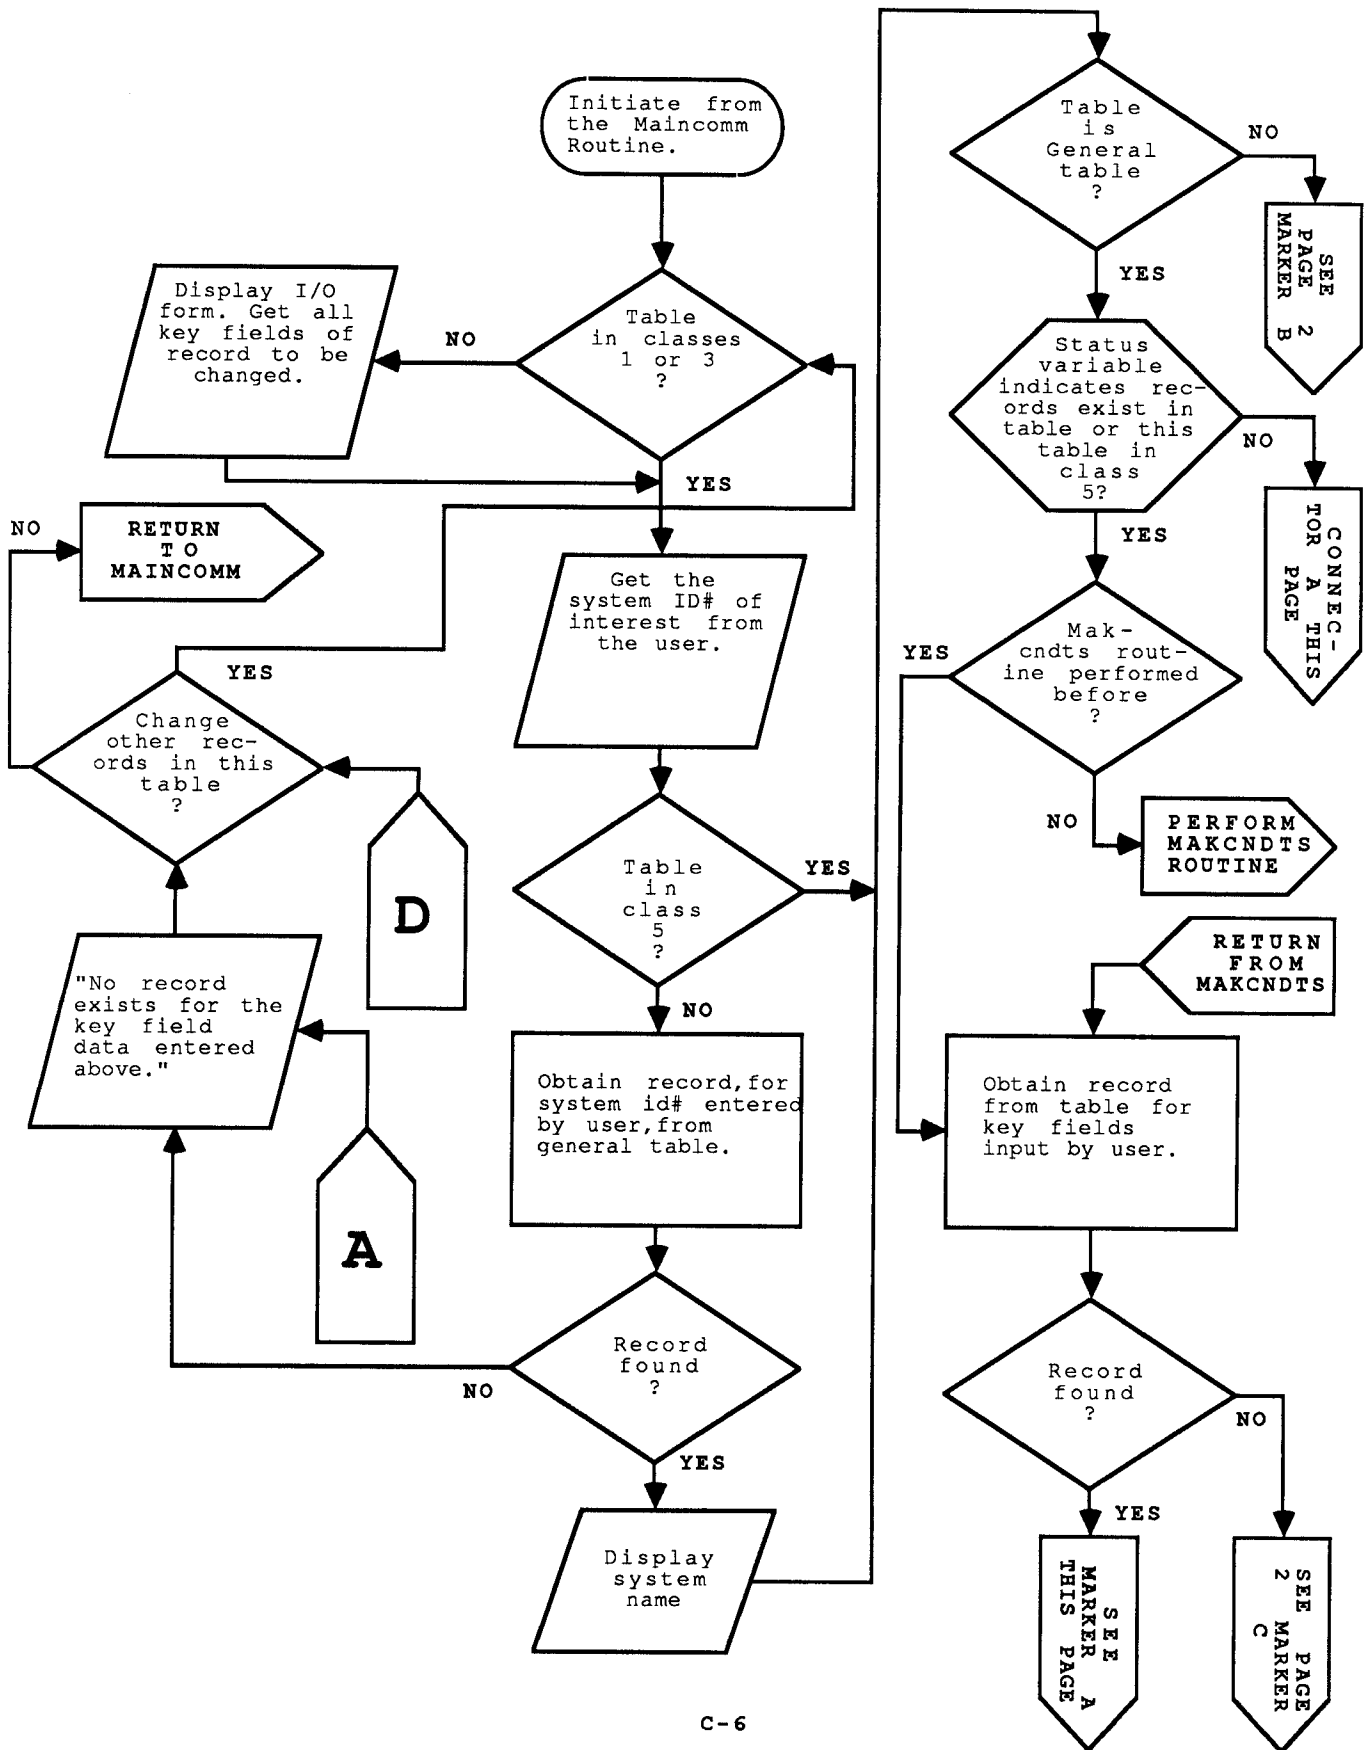 Initiate from
the Maincomm
Routine.
Table
in classes
1 or 3
?
NO
YES
Display I/O
form. Get all
key fields of
record to be
changed.
NO
RETURN
TO
MAINCOMM
YES
Change
other rec-
ords in this
table
?
D
"No record
exists for the
key field
data entered
above."
A
Get the
system ID# of
interest from
the user.
Table
in
class
5
?
YES
NO
Obtain record,for
system id# entered
by user,from
general table.
Record
found
?
NO
YES
Display
system
name
Table
is
General
table
?
NO
SEE
PAGE 2
MARKER B
YES
Status
variable
indicates rec-
ords exist in
table or this
table in
class
5?
NO
CONNEC-
TOR A THIS
PAGE
YES
Mak-
cndts rout-
ine performed
before
?
YES
NO
PERFORM
MAKCNDTS
ROUTINE
RETURN
FROM
MAKCNDTS
Obtain record
from table for
key fields
input by user.
Record
found
?
NO
YES
SEE
MARKER A
THIS PAGE
SEE PAGE
2 MARKER
C
C-6